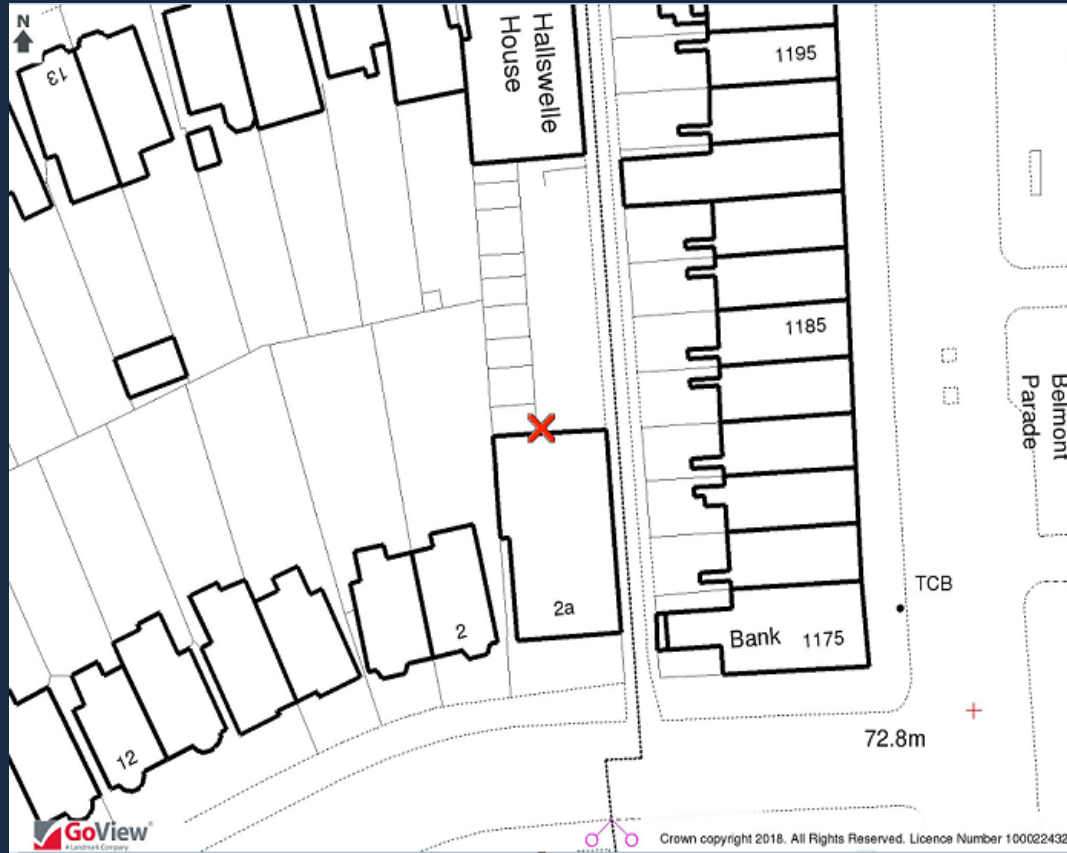 N
13
Hallswelle
House
1195
1185
Belmont
Parade
TCB
2a
2
Bank 1175
12
72.8m
GoView®
A Landmark Company
Crown copyright 2018. All Rights Reserved. Licence Number 100022432